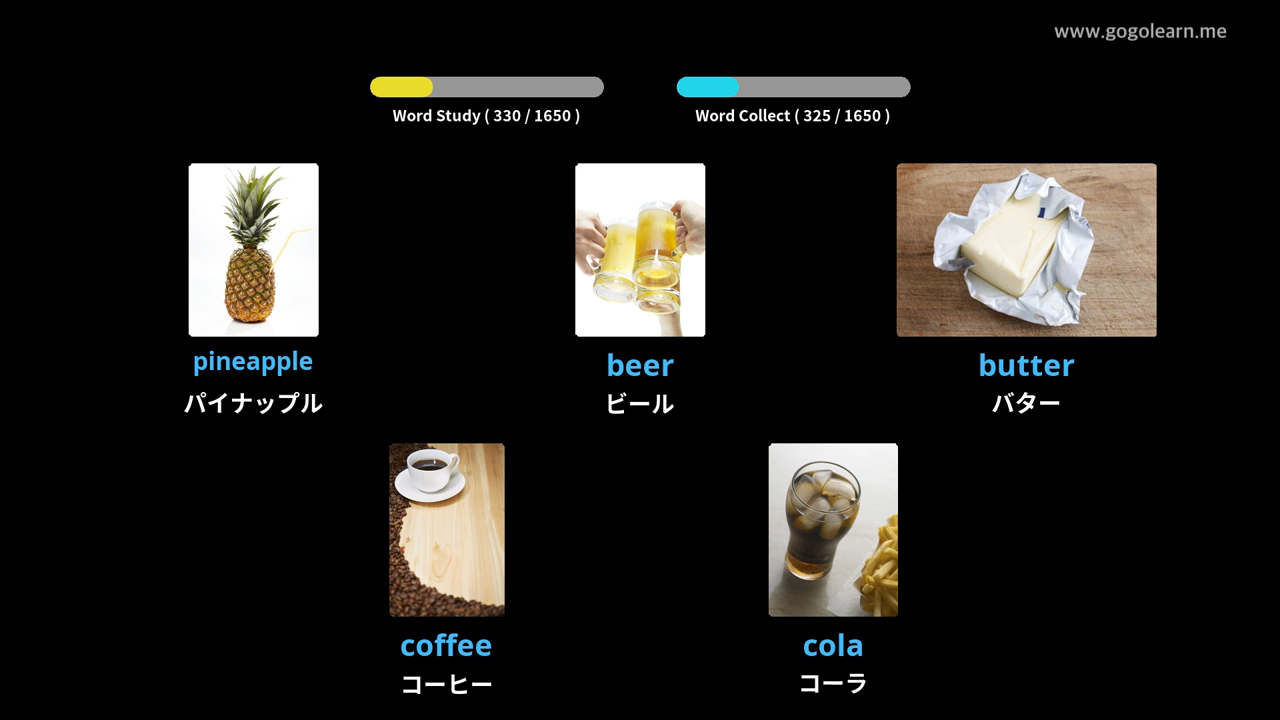 www.gogolearn.me
Word Study ( 330 / 1650 )
Word Collect ( 325 / 1650 )
pineapple
パイナップル
beer
ビール
butter
バター
coffee
コーヒー
cola
コーラ